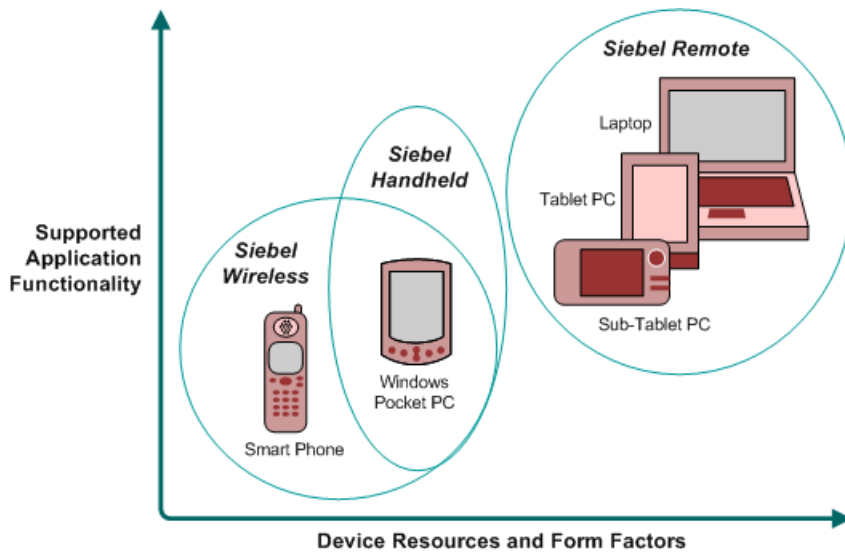 Siebel Remote
Laptop
Siebel
Handheld
Tablet PC
Supported
Application
Functionality
Siebel
Wireless
Sub-Tablet PC
Windows
Pocket PC
Smart Phone
Device Resources and Form Factors